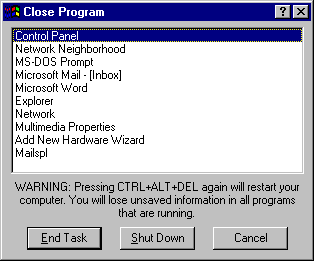 Close Program
Control Panel
Network Neighborhood
MS-DOS Prompt
Microsoft Mail - [Inbox]
Microsoft Word
Explorer
Network
Multimedia Properties
Add New Hardware Wizard
Mailspl
WARNING: Pressing CTRL+ALT+DEL again will restart your
computer. You will lose unsaved information in all programs
that are running.
End Task Shut Down Cancel